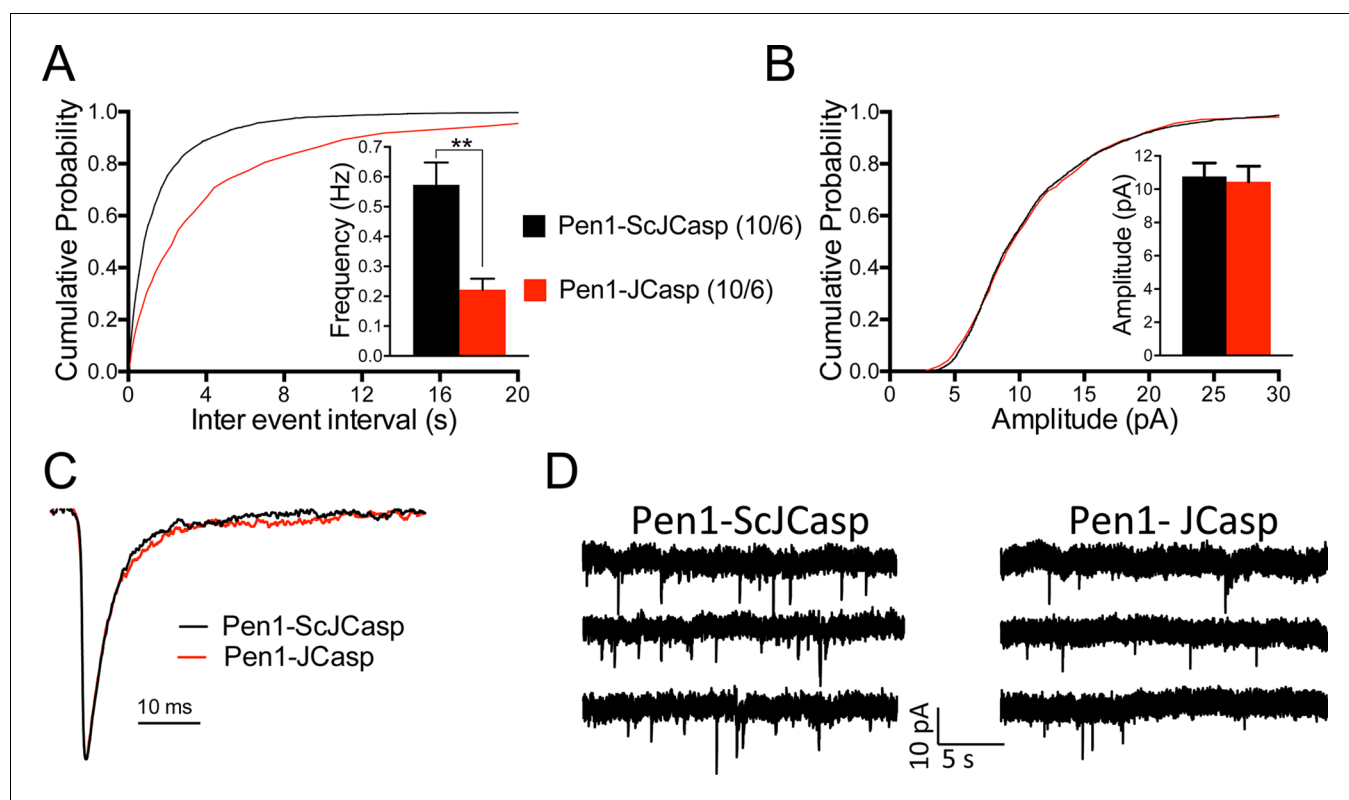 A
Cumulative Probability
1.0
0.8
0.6
0.4
0.2
0.0
0 4 8 12 16 20
Inter event interval (s)
Frequency (Hz)
0.7
0.6
0.5
0.4
0.3
0.2
0.1
0.0
**
Pen1-ScJCasp (10/6)
Pen1-JCasp (10/6)
B
Cumulative Probability
1.0
0.8
0.6
0.4
0.2
0.0
0 5 10 15 20 25 30
Amplitude (pA)
Amplitude (pA)
12
10
8
6
4
2
0
C
Pen1-ScJCasp
Pen1-JCasp
10 ms
D
Pen1-ScJCasp
Pen1- JCasp
10 pA
5 s